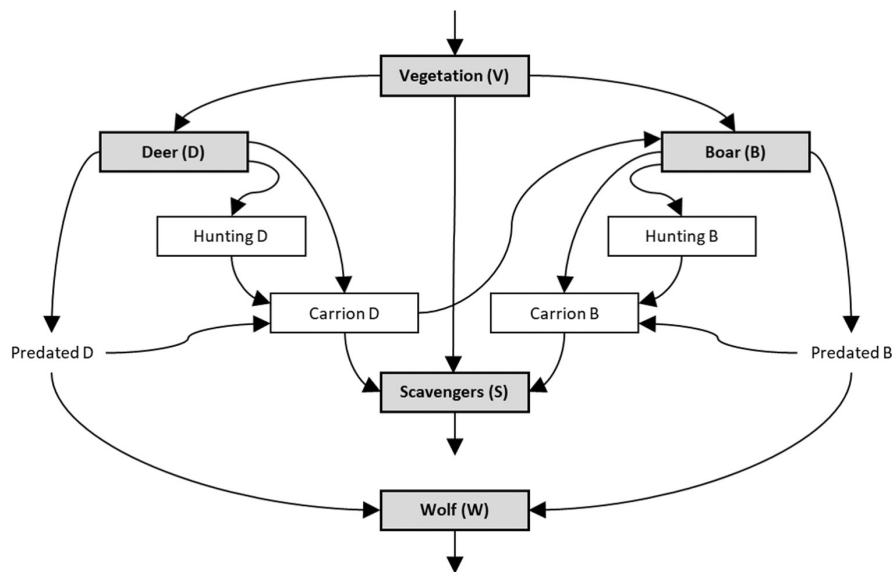 Vegetation (V)
Deer (D)
Boar (B)
Hunting D
Hunting B
Carrion D
Carrion B
Predated D
Predated B
Scavengers (S)
Wolf (W)